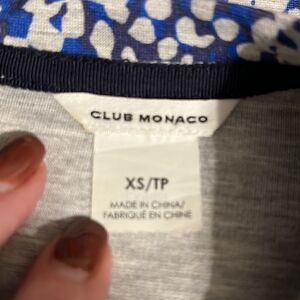 CLUB MONACO
XS/TP
MADE IN CHINA/
FABRIQUÉ EN CHINE